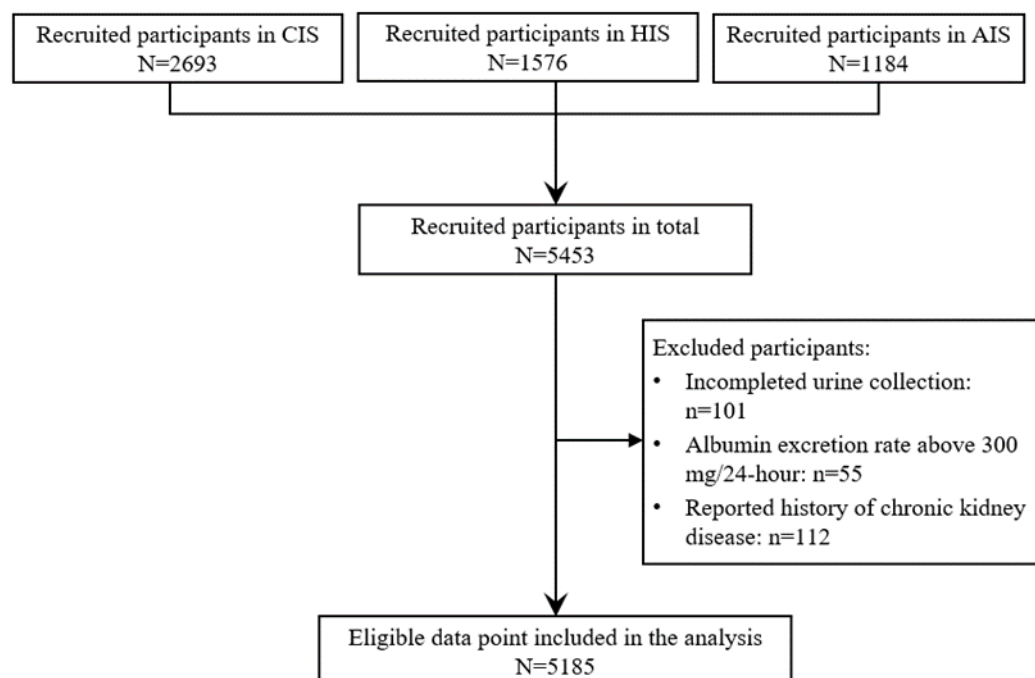 Recruited participants in CIS
N=2693
Recruited participants in HIS
N=1576
Recruited participants in AIS
N=1184
Recruited participants in total
N=5453
Excluded participants:
• Incompleted urine collection:
n=101
• Albumin excretion rate above 300
mg/24-hour: n=55
• Reported history of chronic kidney
disease: n=112
Eligible data point included in the analysis
N=5185